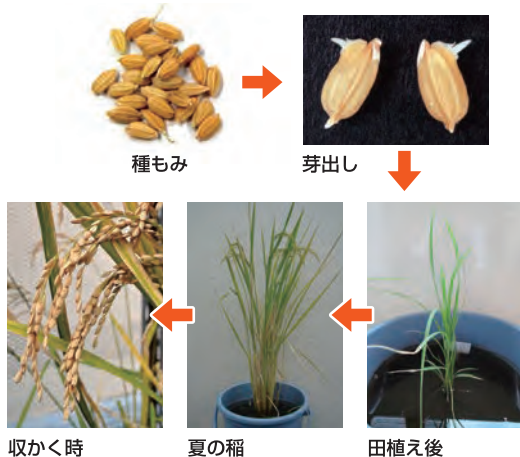 種もみ
芽出し
田植え後
夏の稲
収かく時